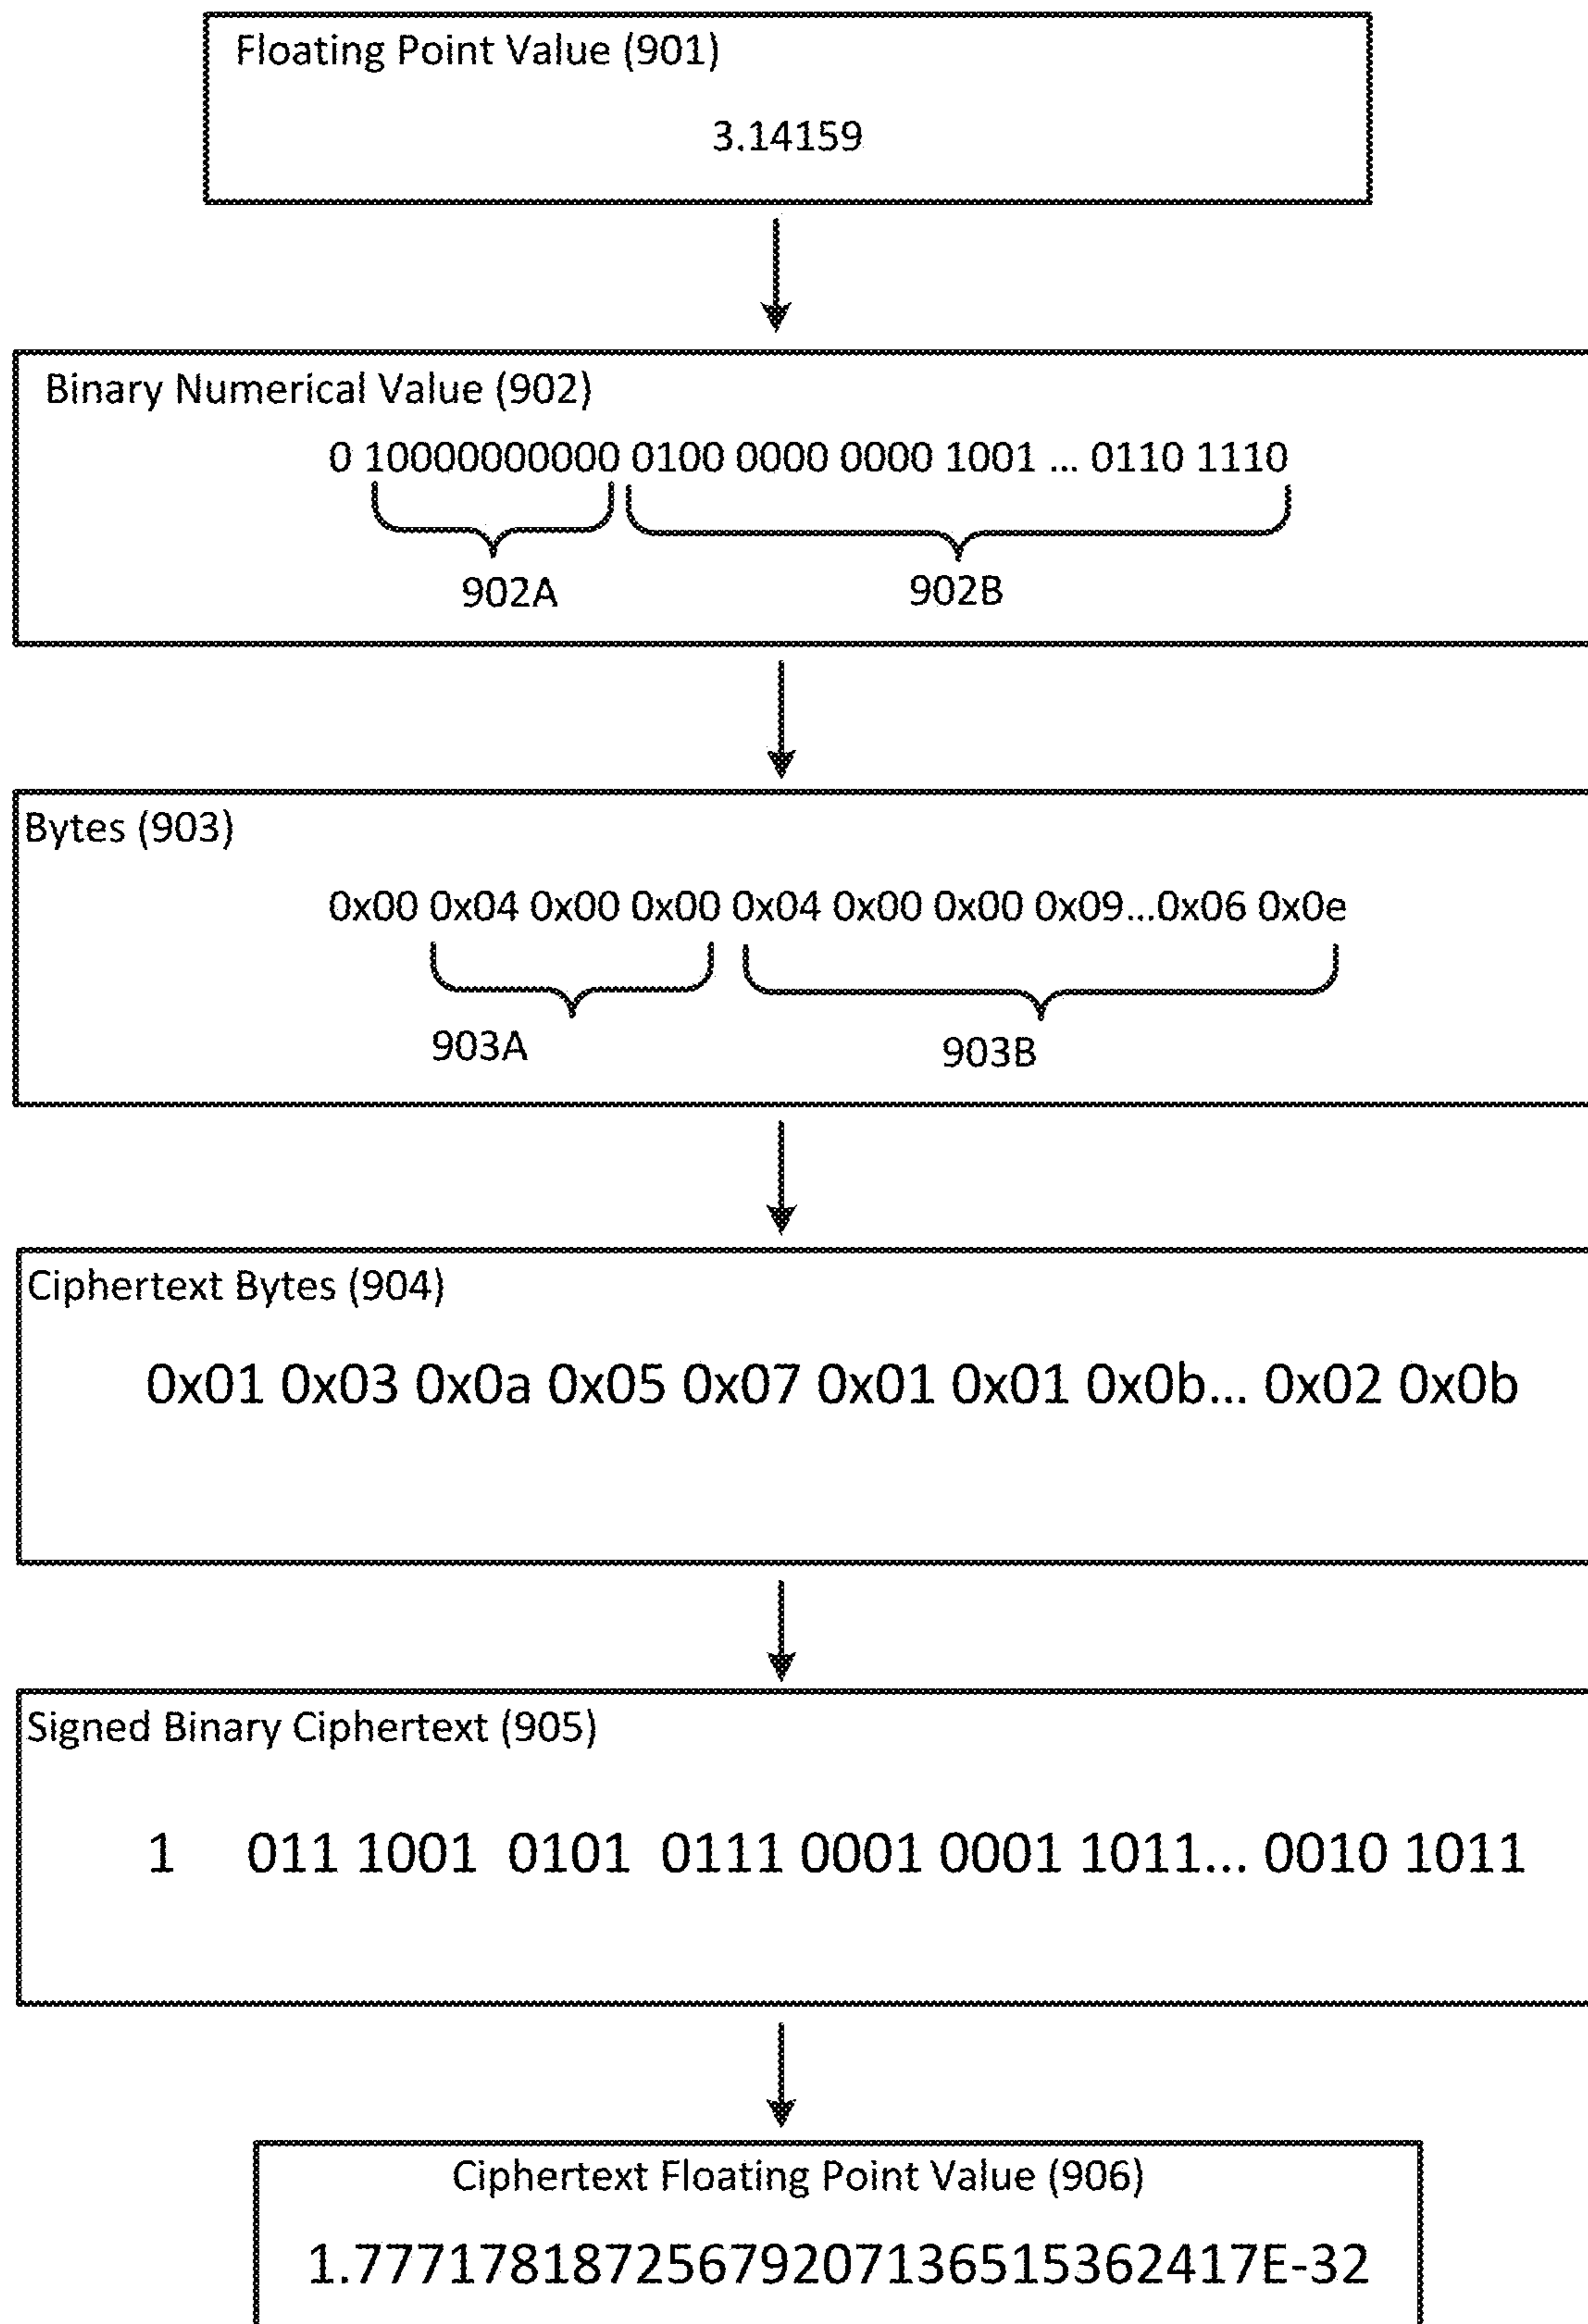 Floating Point Value (901)
3.14159
Binary Numerical Value (902)
0 10000000000 0100 0000 0000 1001 ... 0110 1110
902A 902B
Bytes (903)
0x00 0x04 0x00 0x00 0x04 0x00 0x00 0x09...0x06 0x0e
903A 903B
Ciphertext Bytes (904)
0x01 0x03 0x0a 0x05 0x07 0x01 0x01 0x0b... 0x02 0x0b
Signed Binary Ciphertext (905)
1 011 1001 0101 0111 0001 0001 1011... 0010 1011
Ciphertext Floating Point Value (906)
1.77717818725679207136515362417E-32